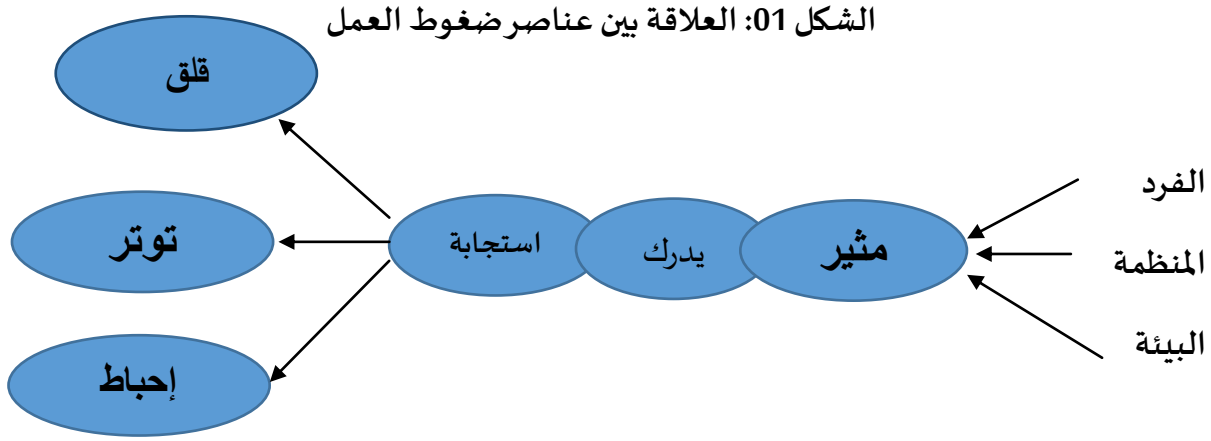 الشكل 01: العلاقة بين عناصر ضغوط العمل
الفرد
المنظمة
البيئة
مثير
يدرك
استجابة
قلق
توتر
إحباط